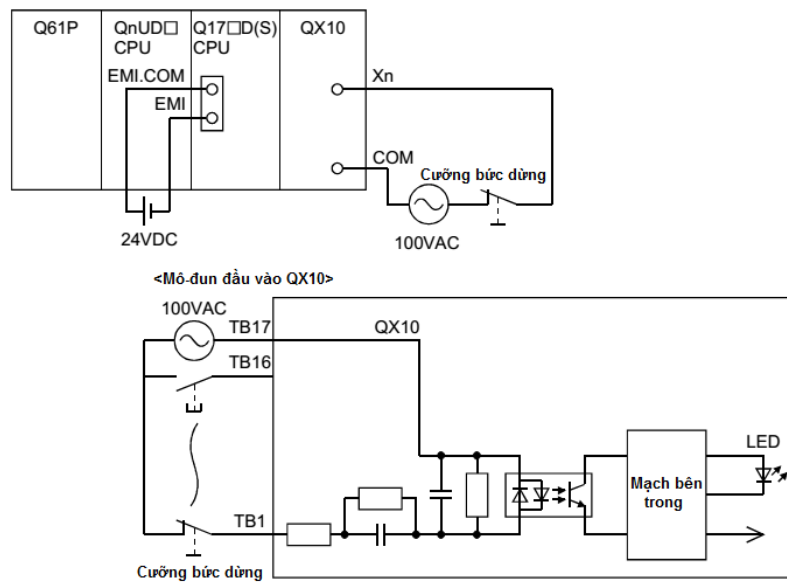 Q61P
QnUD□
CPU
Q17□D(S)
CPU
QX10
EMI.COM
EMI
Xn
COM
Cưỡng bức dừng
24VDC
100VAC
<Mô-đun đầu vào QX10>
100VAC
TB17
QX10
TB16
LED
Mạch bên
trong
TB1
Cưỡng bức dừng